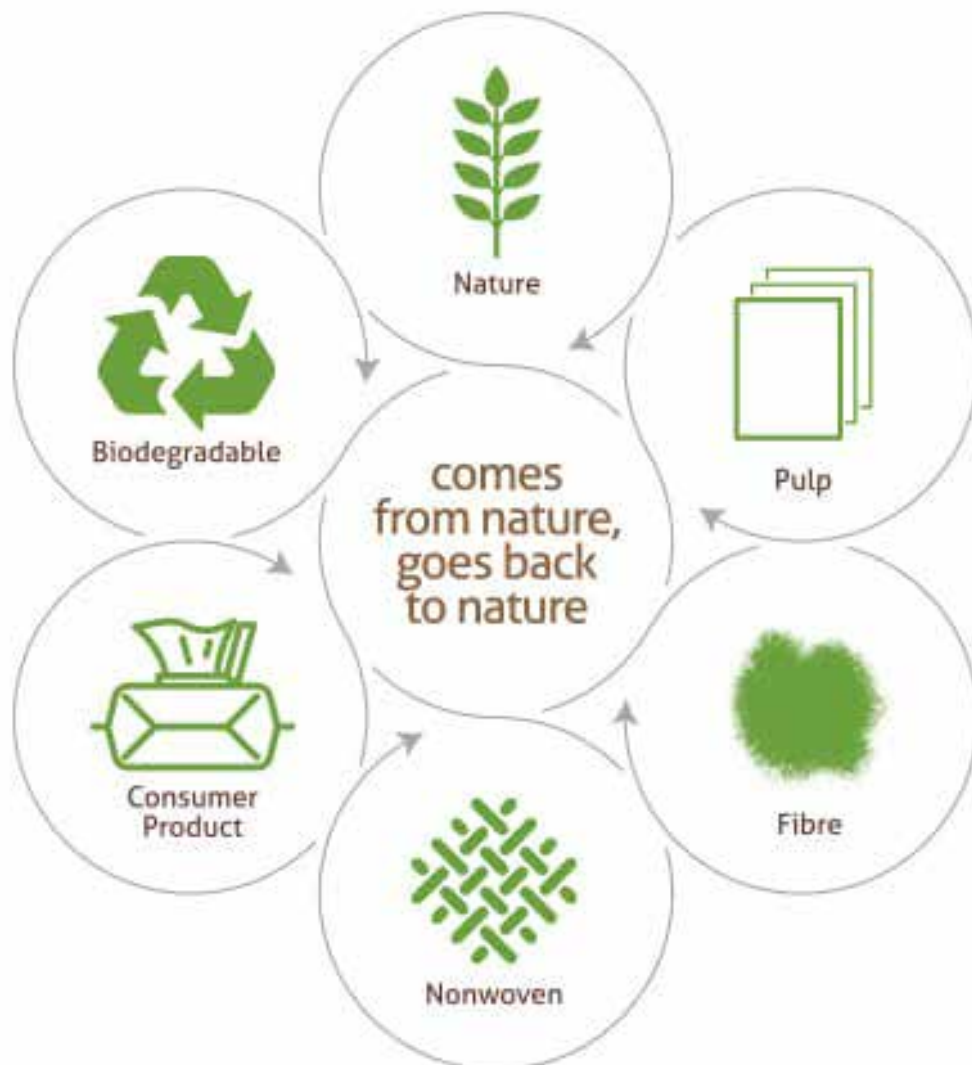 Nature
Biodegradable
Pulp
comes
from nature,
goes back
to nature
Consumer
Product
Fibre
Nonwoven